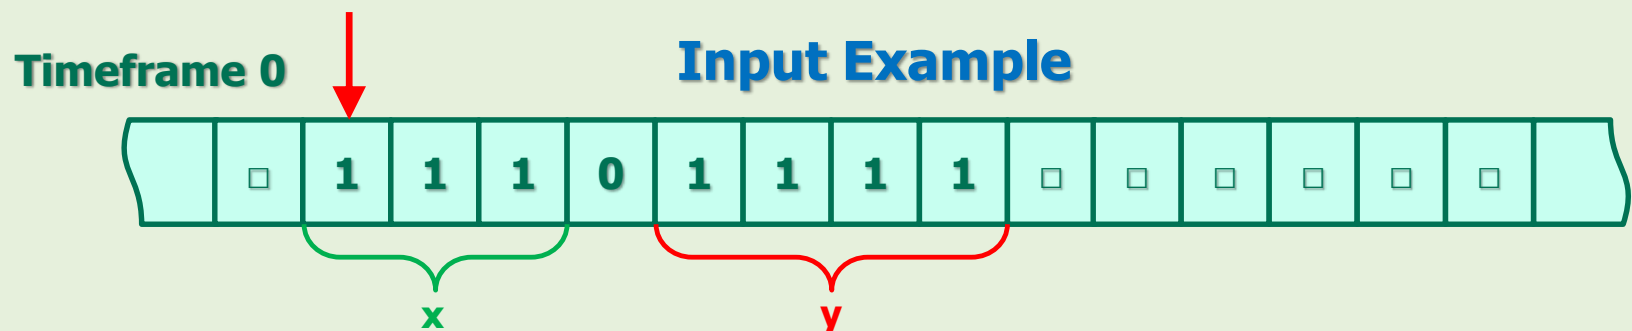 Timeframe 0
Input Example
□ 1 1 1 0 1 1 1 1 □ □ □ □ □ □
x y